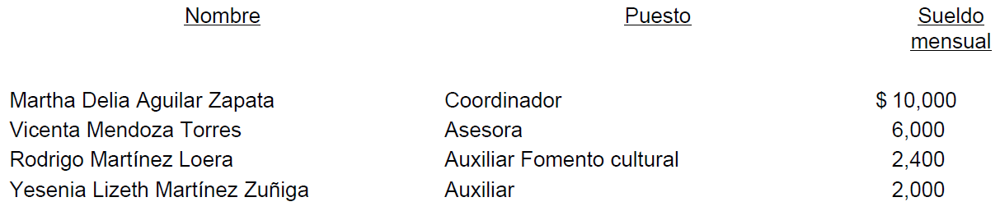 Nombre Puesto Sueldo
mensual
Martha Delia Aguilar Zapata Coordinador $ 10,000
Vicenta Mendoza Torres Asesora 6,000
Rodrigo Martínez Loera Auxiliar Fomento cultural 2,400
Yesenia Lizeth Martínez Zuñiga Auxiliar 2,000